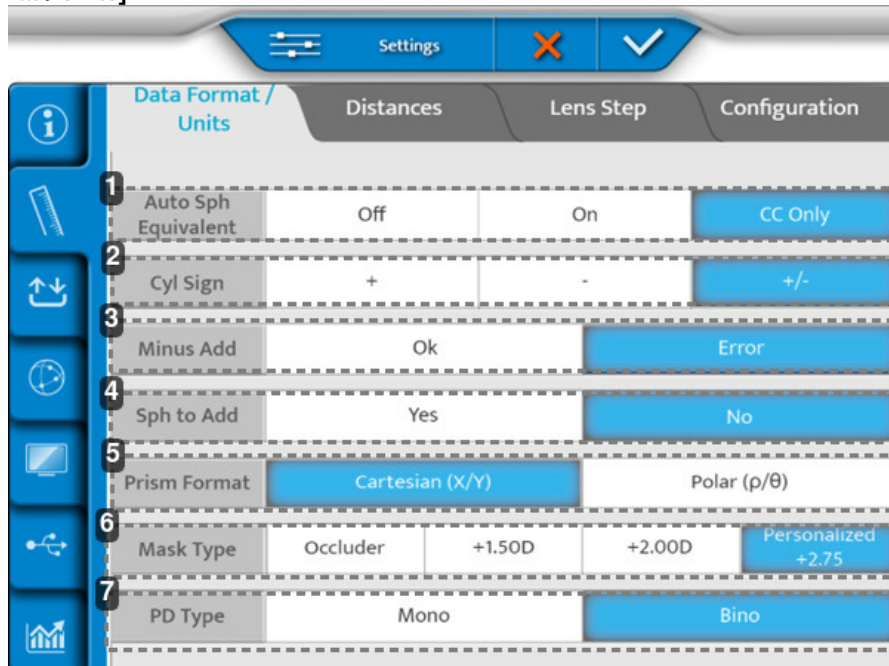 Settings
Data Format /
Units
Distances
Lens Step
Configuration
1
Auto Sph
Equivalent
Off
On
CC Only
2
Cyl Sign
+
-
+/-
3
Minus Add
Ok
Error
4
Sph to Add
Yes
No
5
Prism Format
Cartesian (X/Y)
Polar (ρ/θ)
6
Mask Type
Occluder
+1.50D
+2.00D
Personalized
+2.75
7
PD Type
Mono
Bino